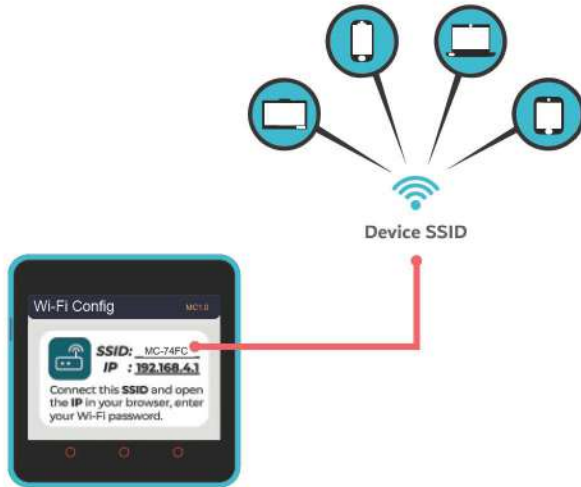 Device SSID
Wi-Fi Config MC1.0
SSID: MC-74FC
IP : 192.168.4.1
Connect this SSID and open
the IP in your browser, enter
your Wi-Fi password.